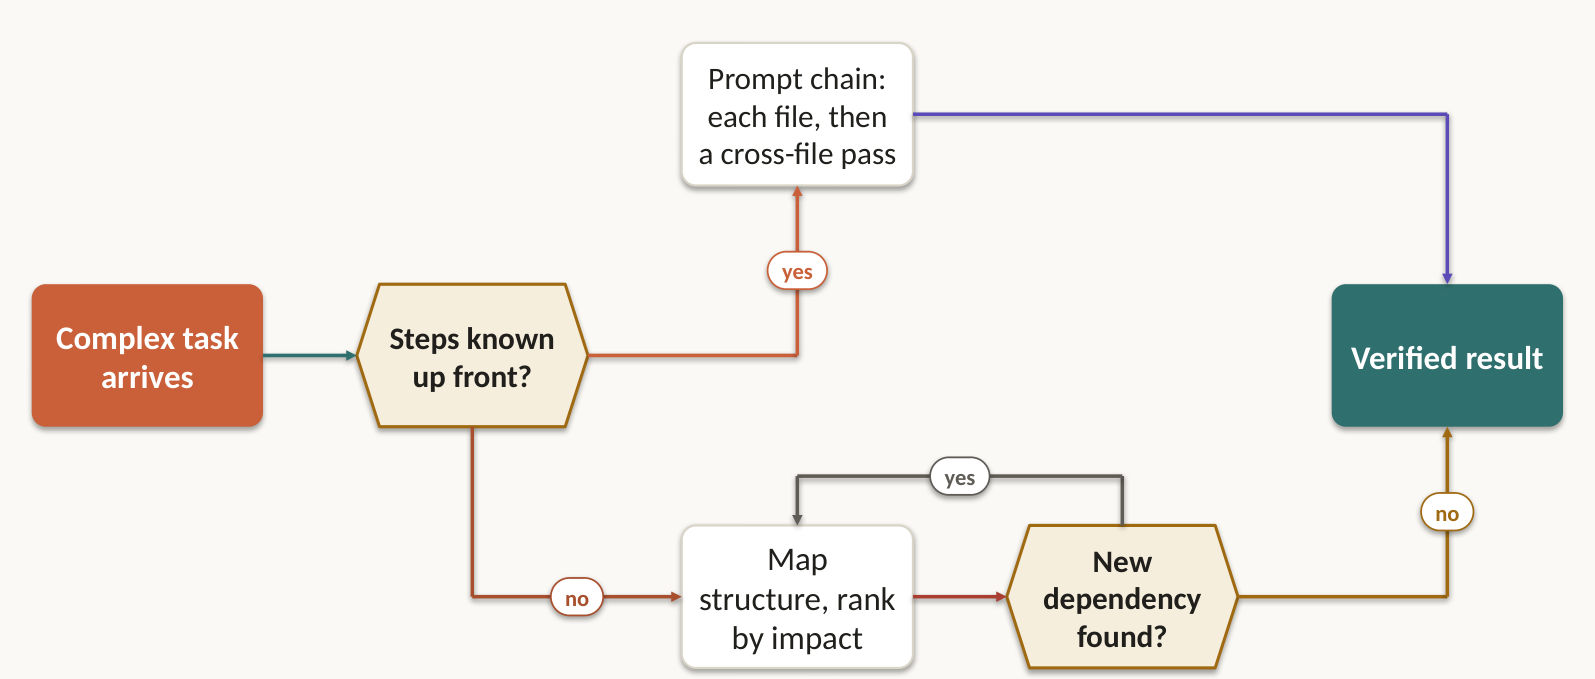 Prompt chain:
each file, then
a cross-file pass
yes
Complex task
arrives
Steps known
up front?
Verified result
yes
no
Map
structure, rank
by impact
New
dependency
found?
no